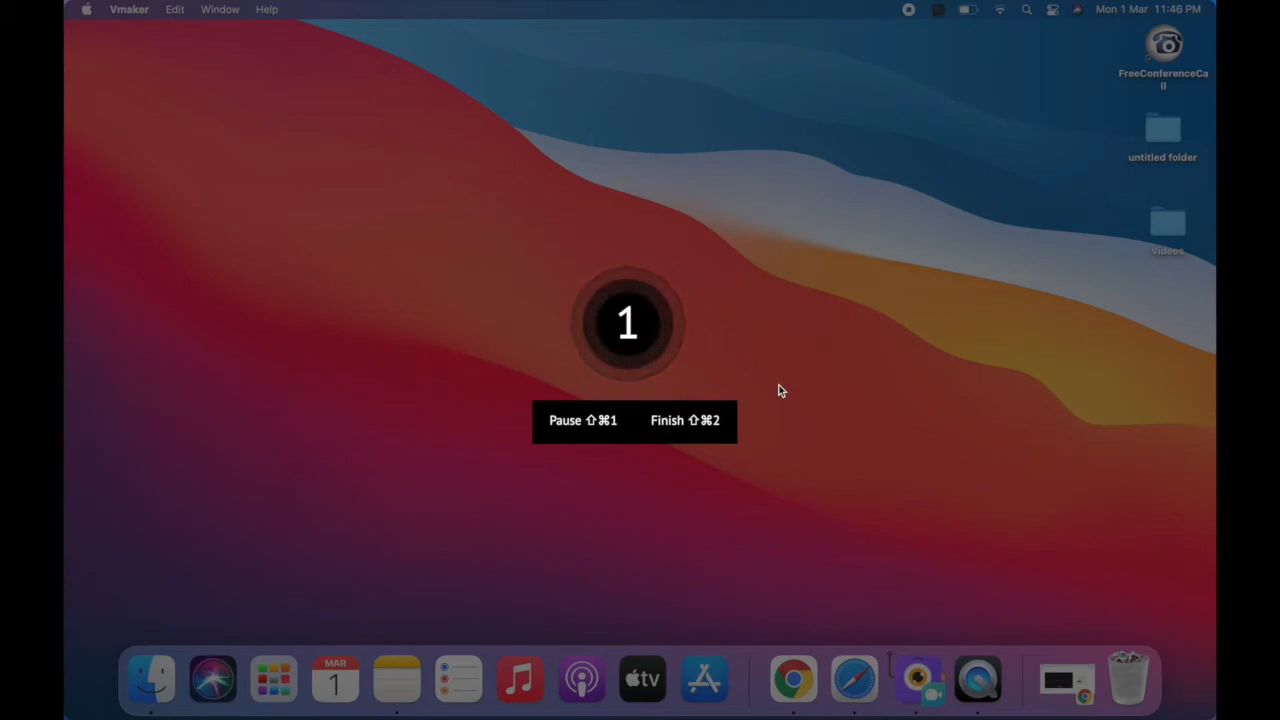 Vmaker Edit Window Help Mon 1 Mar 11:46 PM
FreeConferenceCa
ll
untitled folder
videos
1
Pause ⇧⌘1 Finish ⇧⌘2
MAR
1
tv